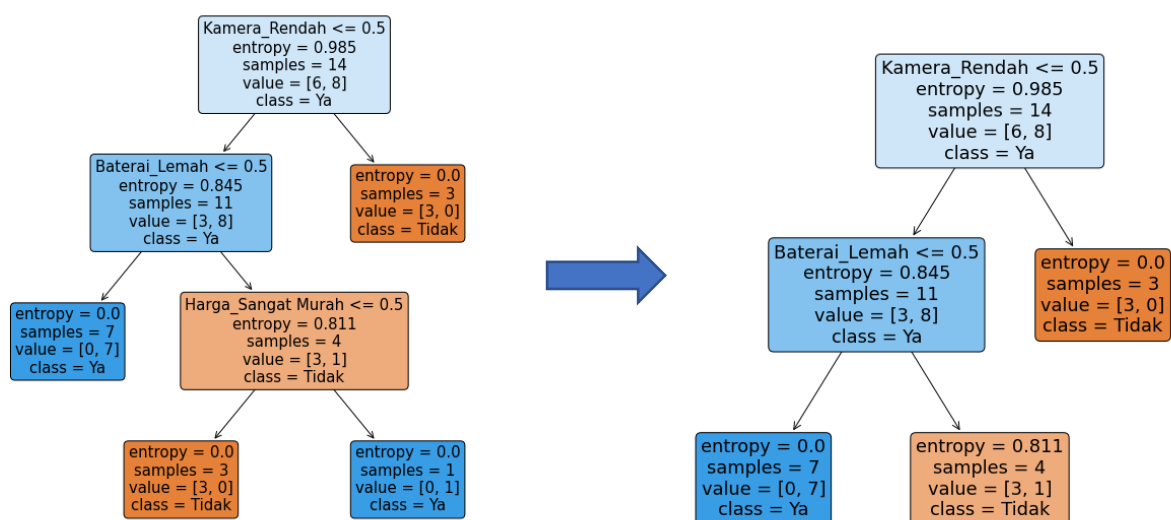 Kamera_Rendah <= 0.5
entropy = 0.985
samples = 14
value = [6, 8]
class = Ya
Baterai_Lemah <= 0.5
entropy = 0.845
samples = 11
value = [3, 8]
class = Ya
entropy = 0.0
samples = 3
value = [3, 0]
class = Tidak
entropy = 0.0
samples = 7
value = [0, 7]
class = Ya
Harga_Sangat Murah <= 0.5
entropy = 0.811
samples = 4
value = [3, 1]
class = Tidak
entropy = 0.0
samples = 3
value = [3, 0]
class = Tidak
entropy = 0.0
samples = 1
value = [0, 1]
class = Ya
Kamera_Rendah <= 0.5
entropy = 0.985
samples = 14
value = [6, 8]
class = Ya
Baterai_Lemah <= 0.5
entropy = 0.845
samples = 11
value = [3, 8]
class = Ya
entropy = 0.0
samples = 3
value = [3, 0]
class = Tidak
entropy = 0.0
samples = 7
value = [0, 7]
class = Ya
entropy = 0.811
samples = 4
value = [3, 1]
class = Tidak